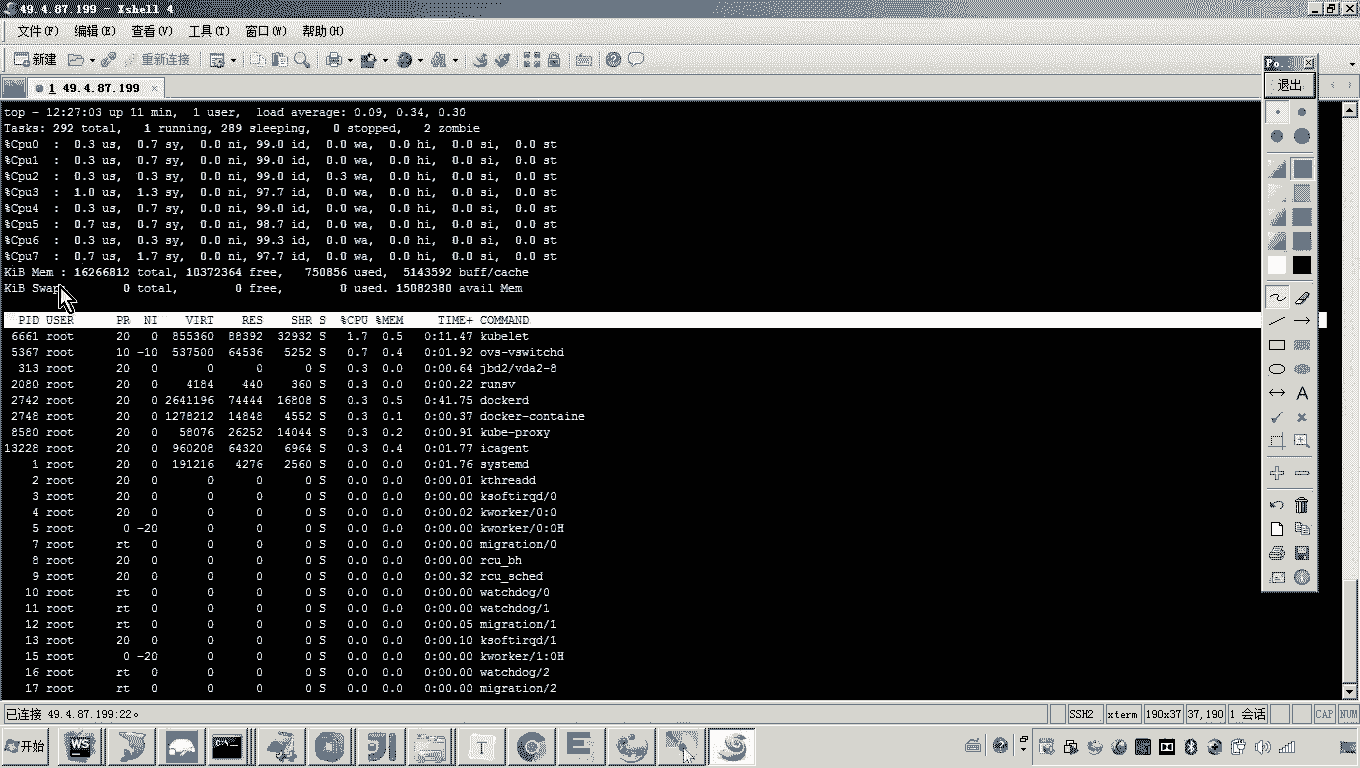 49.4.87.199 - Xshell 4
文件(F) 编辑(E) 查看(V) 工具(T) 窗口(W) 帮助(H)
新建 重新连接
1 49.4.87.199
退出
top - 12:27:03 up 11 min, 1 user, load average: 0.09, 0.34, 0.30
Tasks: 292 total, 1 running, 289 sleeping, 0 stopped, 2 zombie
%Cpu0 : 0.3 us, 0.7 sy, 0.0 ni, 99.0 id, 0.0 wa, 0.0 hi, 0.0 si, 0.0 st
%Cpu1 : 0.3 us, 0.7 sy, 0.0 ni, 99.0 id, 0.0 wa, 0.0 hi, 0.0 si, 0.0 st
%Cpu2 : 0.3 us, 0.3 sy, 0.0 ni, 99.0 id, 0.3 wa, 0.0 hi, 0.0 si, 0.0 st
%Cpu3 : 1.0 us, 1.3 sy, 0.0 ni, 97.7 id, 0.0 wa, 0.0 hi, 0.0 si, 0.0 st
%Cpu4 : 0.3 us, 0.7 sy, 0.0 ni, 99.0 id, 0.0 wa, 0.0 hi, 0.0 si, 0.0 st
%Cpu5 : 0.7 us, 0.7 sy, 0.0 ni, 98.7 id, 0.0 wa, 0.0 hi, 0.0 si, 0.0 st
%Cpu6 : 0.3 us, 0.3 sy, 0.0 ni, 99.3 id, 0.0 wa, 0.0 hi, 0.0 si, 0.0 st
%Cpu7 : 0.7 us, 1.7 sy, 0.0 ni, 97.7 id, 0.0 wa, 0.0 hi, 0.0 si, 0.0 st
KiB Mem : 16266812 total, 10372364 free, 750856 used, 5143592 buff/cache
KiB Swap 0 total, 0 free, 0 used. 15082380 avail Mem
PID USER PR NI VIRT RES SHR S %CPU %MEM TIME+ COMMAND
6661 root 20 0 855360 88392 32932 S 1.7 0.5 0:11.47 kubelet
5367 root 10 -10 537500 64536 5252 S 0.7 0.4 0:01.92 ovs-vswitchd
313 root 20 0 0 0 0 S 0.3 0.0 0:00.64 jbd2/vda2-8
2080 root 20 0 4184 440 360 S 0.3 0.0 0:00.22 runsv
2742 root 20 0 2641196 74444 16808 S 0.3 0.5 0:41.75 dockerd
2748 root 20 0 1278212 14848 4552 S 0.3 0.1 0:00.37 docker-containe
8580 root 20 0 58076 26252 14044 S 0.3 0.2 0:00.91 kube-proxy
13228 root 20 0 960208 64320 6964 S 0.3 0.4 0:01.77 icagent
1 root 20 0 191216 4276 2560 S 0.0 0.0 0:01.76 systemd
2 root 20 0 0 0 0 S 0.0 0.0 0:00.01 kthreadd
3 root 20 0 0 0 0 S 0.0 0.0 0:00.00 ksoftirqd/0
4 root 20 0 0 0 0 S 0.0 0.0 0:00.02 kworker/0:0
5 root 0 -20 0 0 0 S 0.0 0.0 0:00.00 kworker/0:0H
7 root rt 0 0 0 0 S 0.0 0.0 0:00.00 migration/0
8 root 20 0 0 0 0 S 0.0 0.0 0:00.00 rcu_bh
9 root 20 0 0 0 0 S 0.0 0.0 0:00.32 rcu_sched
10 root rt 0 0 0 0 S 0.0 0.0 0:00.00 watchdog/0
11 root rt 0 0 0 0 S 0.0 0.0 0:00.00 watchdog/1
12 root rt 0 0 0 0 S 0.0 0.0 0:00.05 migration/1
13 root 20 0 0 0 0 S 0.0 0.0 0:00.10 ksoftirqd/1
15 root 0 -20 0 0 0 S 0.0 0.0 0:00.00 kworker/1:0H
16 root rt 0 0 0 0 S 0.0 0.0 0:00.00 watchdog/2
17 root rt 0 0 0 0 S 0.0 0.0 0:00.00 migration/2
已连接 49.4.87.199:22。 SSH2 xterm 190x37 37,190 1 会话 CAP NUM
开始